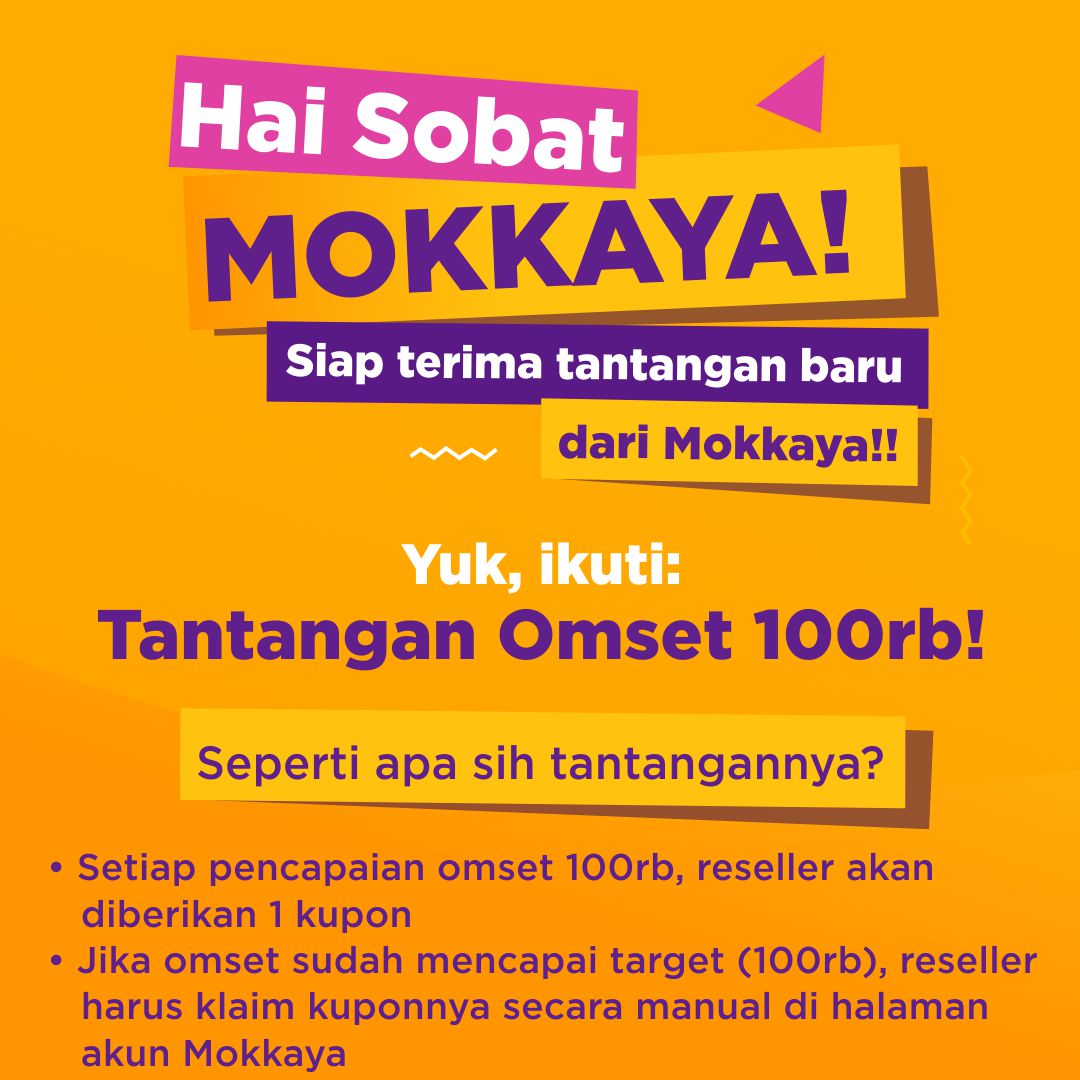 Hai Sobat
MOKKAYA!
Siap terima tantangan baru
dari Mokkaya!!
Yuk, ikuti:
Tantangan Omset 100rb!
Seperti apa sih tantangannya?
• Setiap pencapaian omset 100rb, reseller akan
diberikan 1 kupon
• Jika omset sudah mencapai target (100rb), reseller
harus klaim kuponnya secara manual di halaman
akun Mokkaya